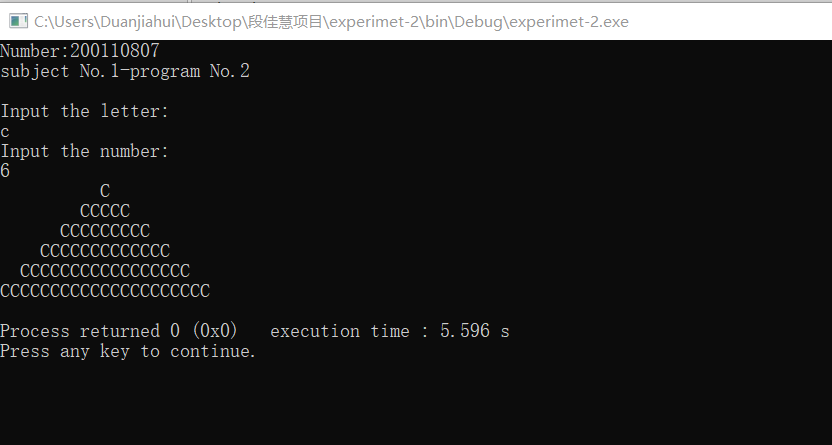 C:\Users\Duanjiahui\Desktop\段佳慧项目\experimet-2\bin\Debug\experimet-2.exe
Number:200110807
subject No.1-program No.2

Input the letter:
c
Input the number:
6
          C
        CCCCC
      CCCCCCCCC
    CCCCCCCCCCCCC
  CCCCCCCCCCCCCCCCC
CCCCCCCCCCCCCCCCCCCCC

Process returned 0 (0x0)   execution time : 5.596 s
Press any key to continue.